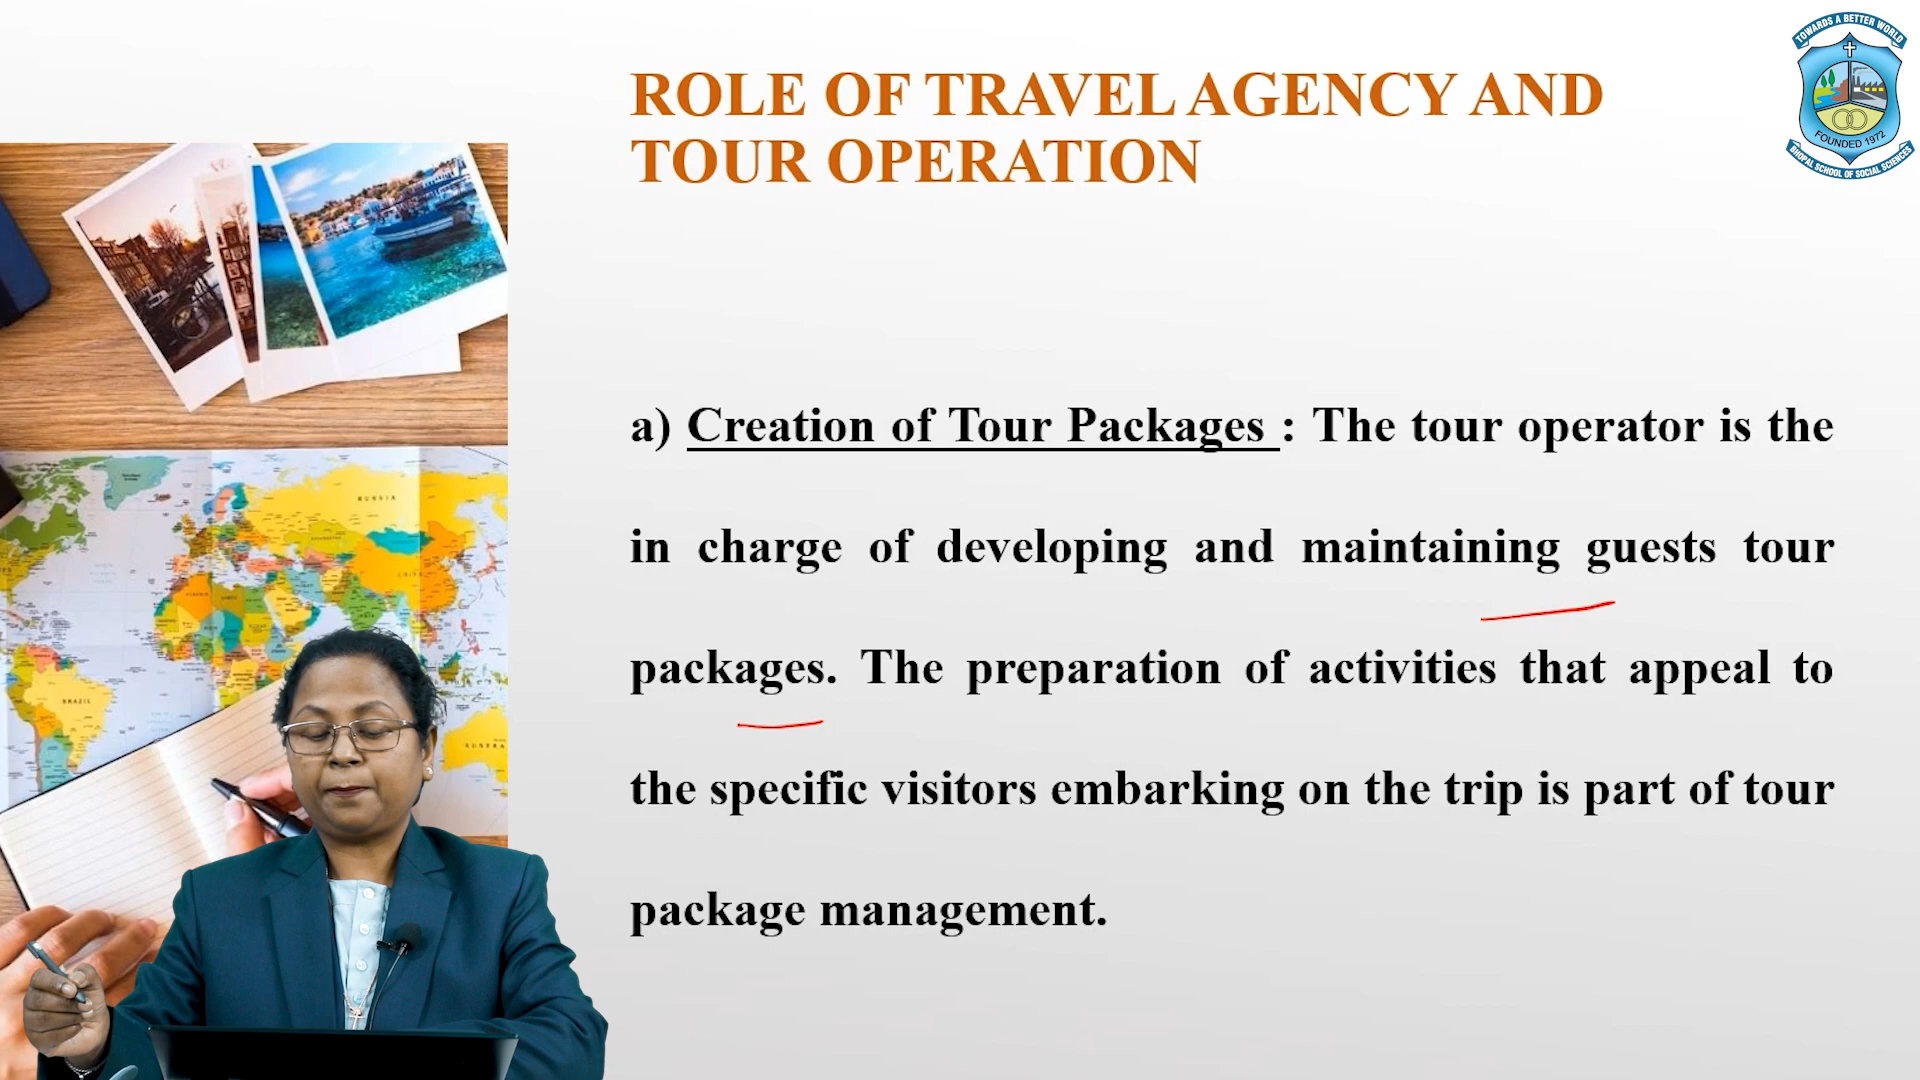 TOWARDS A BETTER WORLD
FOUNDED 1972
BHOPAL SCHOOL OF SOCIAL SCIENCES
ROLE OF TRAVEL AGENCY AND
TOUR OPERATION
a) Creation of Tour Packages : The tour operator is the
in charge of developing and maintaining guests tour
packages. The preparation of activities that appeal to
the specific visitors embarking on the trip is part of tour
package management.
RUSSIA
BRAZIL